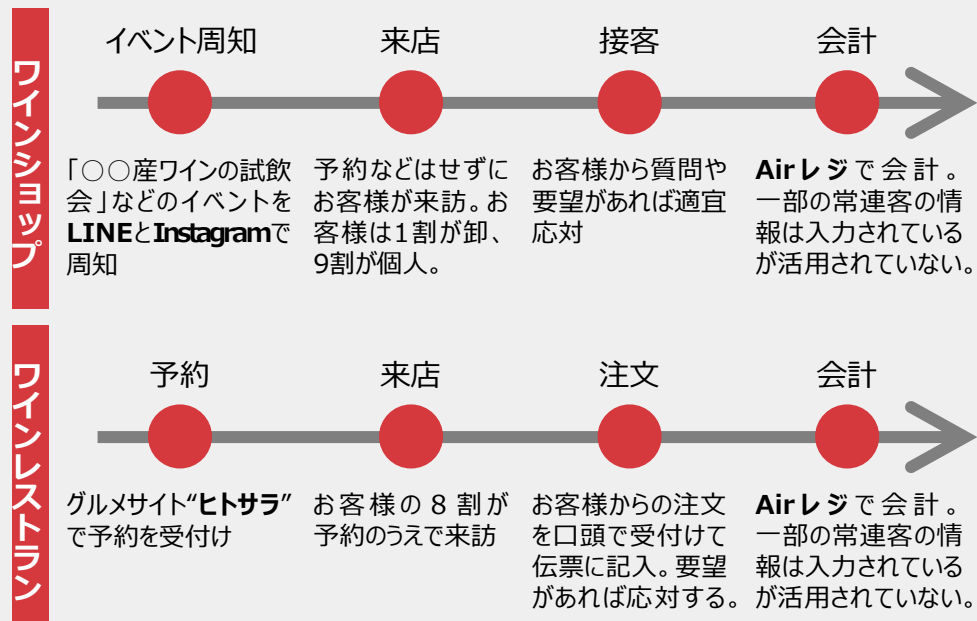 ワインショップ
イベント周知
来店
接客
会計
「○○産ワインの試飲
会」などのイベントを
LINEとInstagramで
周知
予約などはせずに
お客様が来訪。お
客様は1割が卸、
9割が個人。
お客様から質問や
要望があれば適宜
応対
Airレジで会計。
一部の常連客の情
報は入力されている
が活用されていない。
ワインレストラン
予約
来店
注文
会計
グルメサイト“ヒトサラ”
で予約を受付け
お客様の8割が
予約のうえで来訪
お客様からの注文
を口頭で受付けて
伝票に記入。要望
があれば応対する。
Airレジで会計。
一部の常連客の情
報は入力されている
が活用されていない。